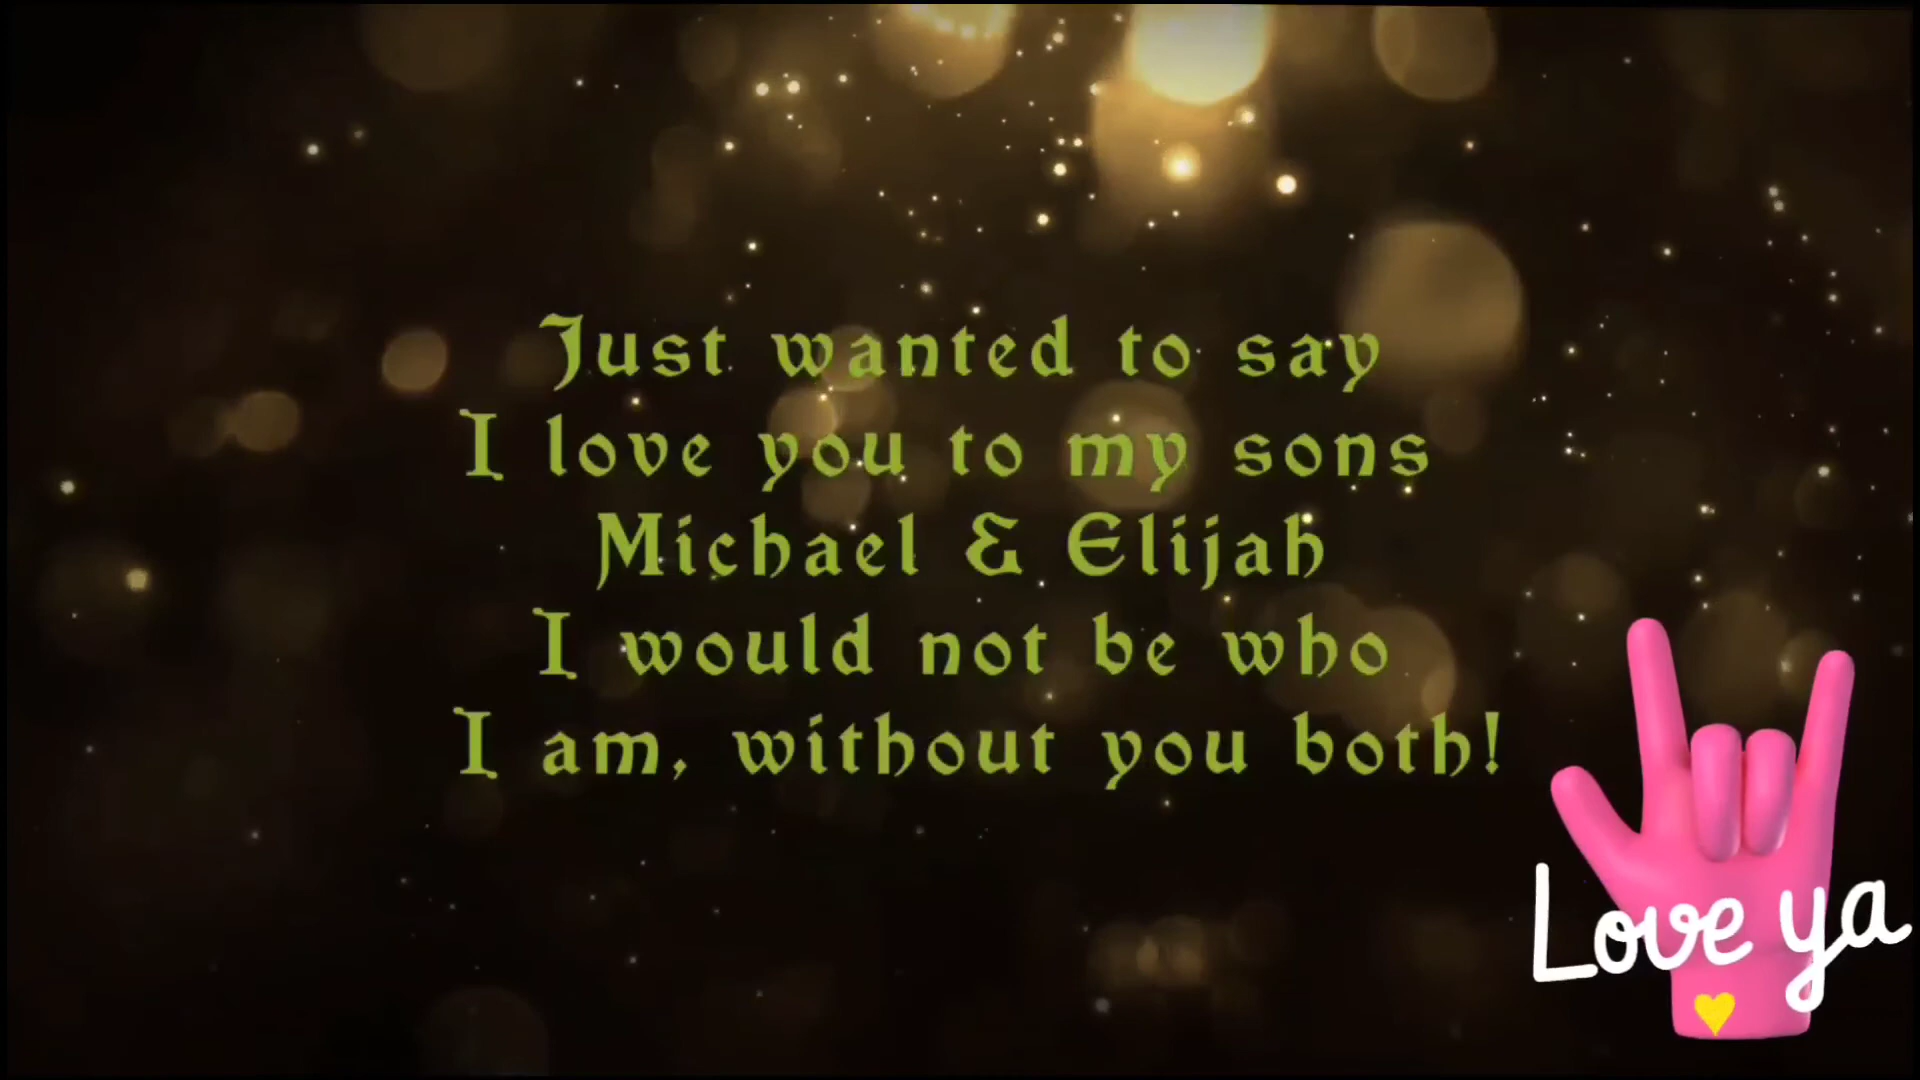 Just wanted to say
I love you to my sons
Michael & Elijah
I would not be who
I am, without you both!
Love ya